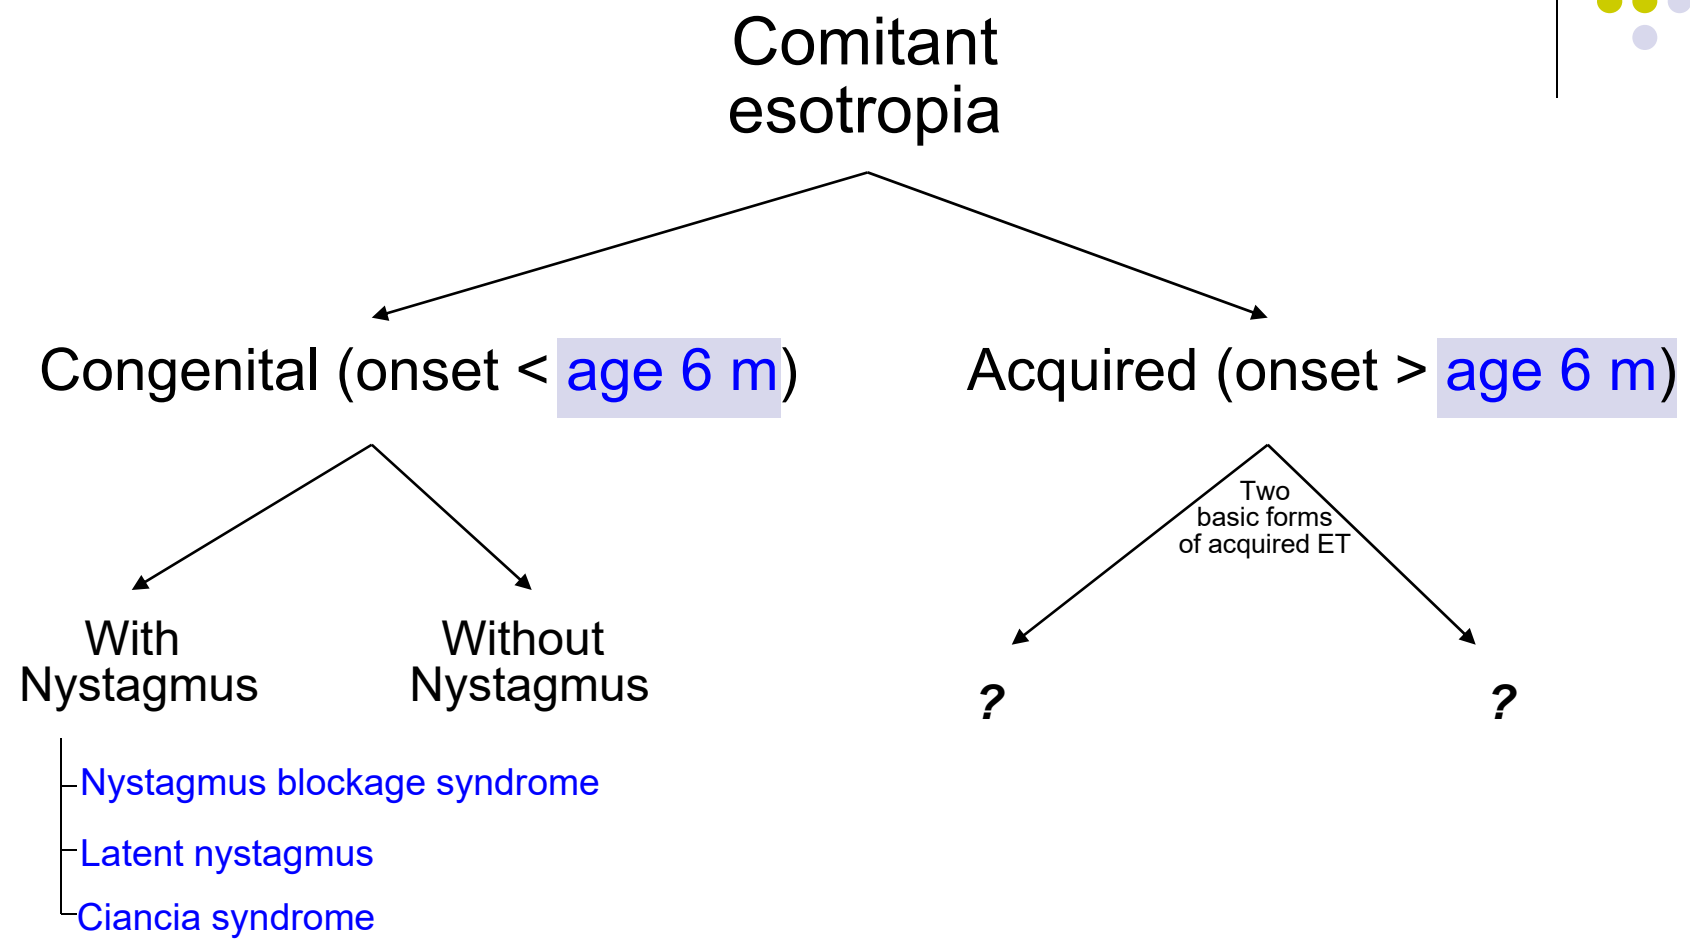 Comitant
esotropia
Congenital (onset < age 6 m)
Acquired (onset > age 6 m)
Two
basic forms
of acquired ET
With
Nystagmus
Without
Nystagmus
?
?
Nystagmus blockage syndrome
Latent nystagmus
Ciancia syndrome